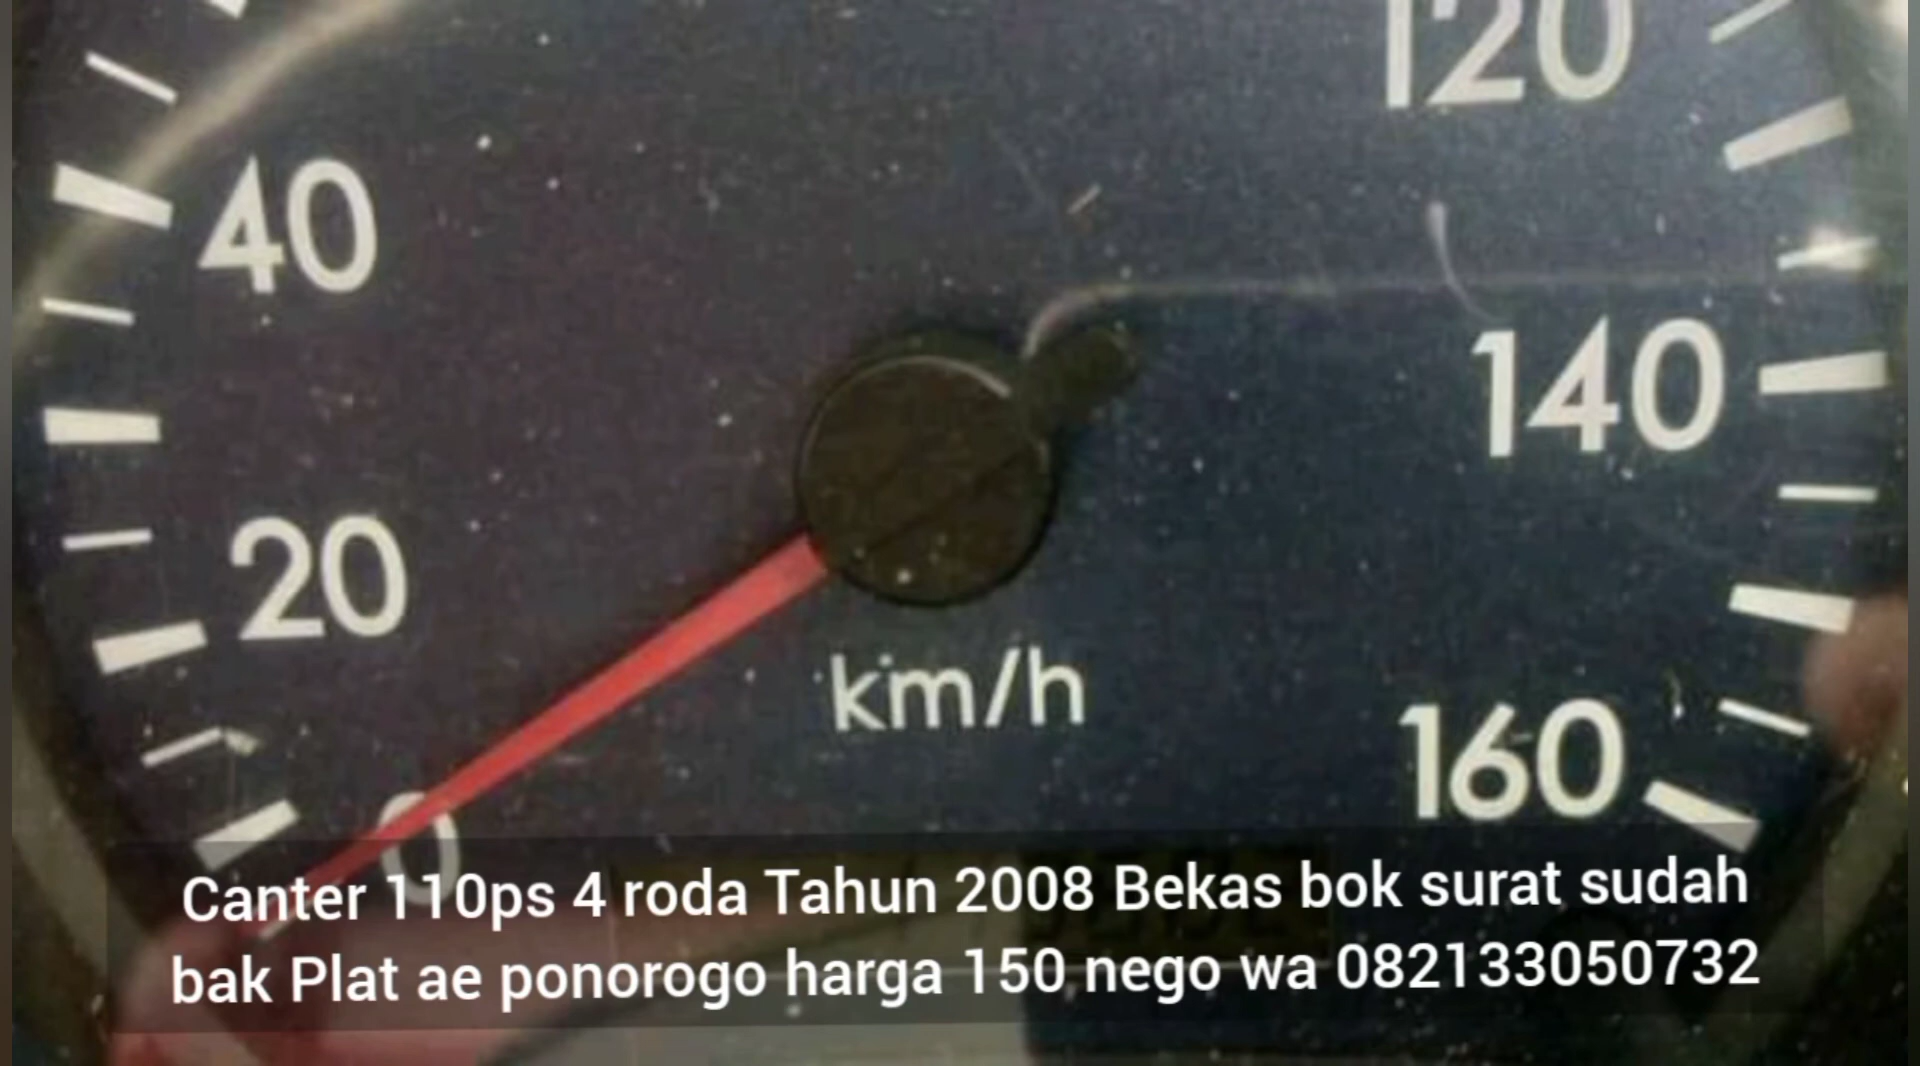 120
40
140
20
km/h
160
0
Canter 110ps 4 roda Tahun 2008 Bekas bok surat sudah
bak Plat ae ponorogo harga 150 nego wa 082133050732